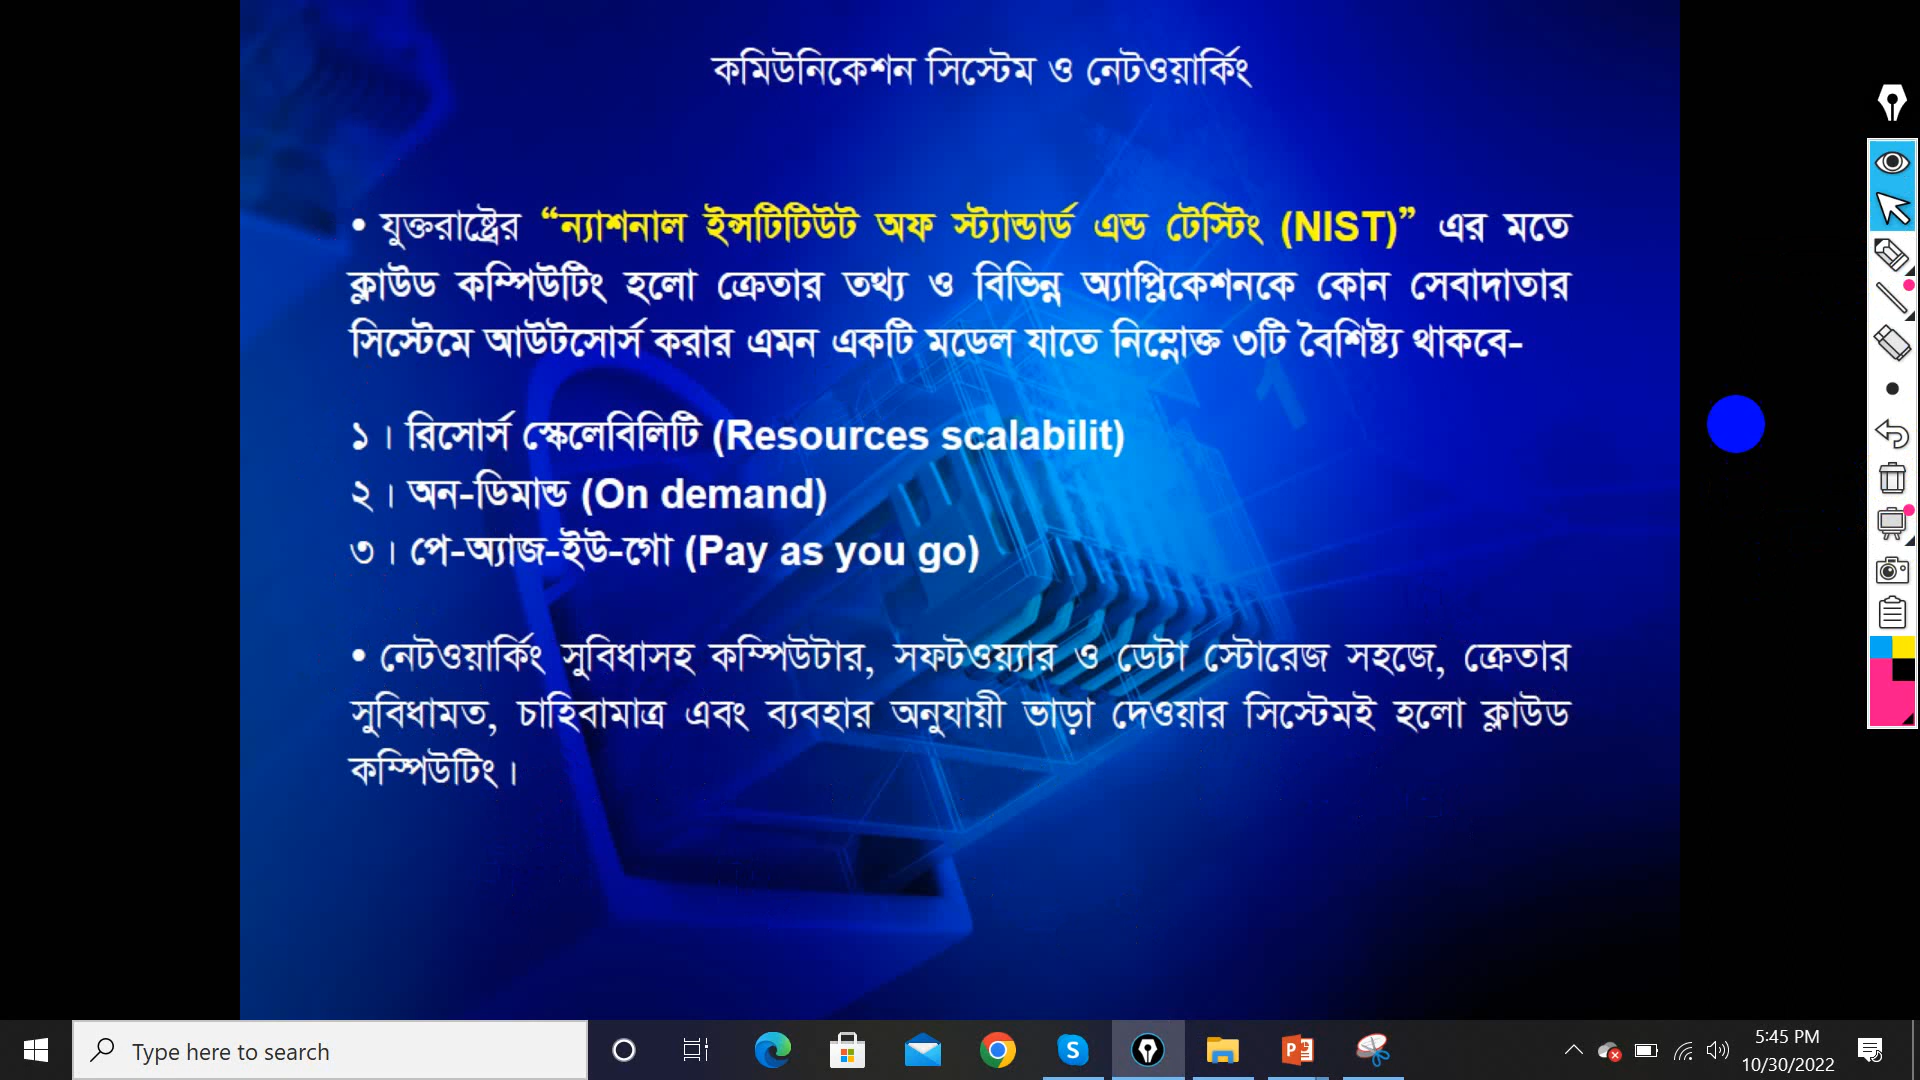 কমিউনিকেশন সিস্টেম ও নেটওয়ার্কিং
• যুক্তরাষ্ট্রের “ন্যাশনাল ইন্সটিটিউট অফ স্ট্যান্ডার্ড এন্ড টেস্টিং (NIST)” এর মতে
ক্লাউড কম্পিউটিং হলো ক্রেতার তথ্য ও বিভিন্ন অ্যাপ্লিকেশনকে কোন সেবাদাতার
সিস্টেমে আউটসোর্স করার এমন একটি মডেল যাতে নিম্নোক্ত ৩টি বৈশিষ্ট্য থাকবে-
১। রিসোর্স স্কেলেবিলিটি (Resources scalabilit)
২। অন-ডিমান্ড (On demand)
৩। পে-অ্যাজ-ইউ-গো (Pay as you go)
• নেটওয়ার্কিং সুবিধাসহ কম্পিউটার, সফটওয়্যার ও ডেটা স্টোরেজ সহজে, ক্রেতার
সুবিধামত, চাহিবামাত্র এবং ব্যবহার অনুযায়ী ভাড়া দেওয়ার সিস্টেমই হলো ক্লাউড
কম্পিউটিং।
Type here to search
5:45 PM
10/30/2022